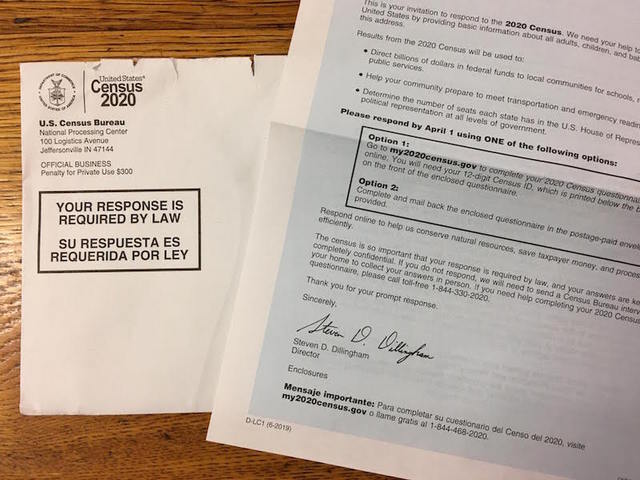 United States®
Census
2020
U.S. Census Bureau
National Processing Center
100 Logistics Avenue
Jeffersonville IN 47144
OFFICIAL BUSINESS
Penalty for Private Use $300
YOUR RESPONSE IS
REQUIRED BY LAW
SU RESPUESTA ES
REQUERIDA POR LEY
This is your invitation to respond to the 2020 Census. We need your help to
United States by providing basic information about all adults, children, and
this address.
Results from the 2020 Census will be used to:
• Direct billions of dollars in federal funds to local communities for schools,
public services.
• Help your community prepare to meet transportation and emergency
• Determine the number of seats each state has in the U.S. House of
political representation at all levels of government.
Please respond by April 1 using ONE of the following options:
Option 1:
Go to my2020census.gov to complete your 2020 Census
online. You will need your 12-digit Census ID, which is printed below the
on the front of the enclosed questionnaire.
Option 2:
Complete and mail back the enclosed questionnaire in the postage-paid
provided.
Respond online to help us conserve natural resources, save taxpayer money, and
efficiently.
The census is so important that your response is required by law, and your answers are
completely confidential. If you do not respond, we will need to send a Census Bureau
your home to collect your answers in person. If you need help completing your 2020
questionnaire, please call toll-free 1-844-330-2020.
Thank you for your prompt response.
Sincerely,
Steven D. Dillingham
Steven D. Dillingham
Director
Enclosures
Mensaje importante: Para completar su cuestionario del Censo del 2020, visite
my2020census.gov o llame gratis al 1-844-468-2020.
D-LC1 (6-2019)